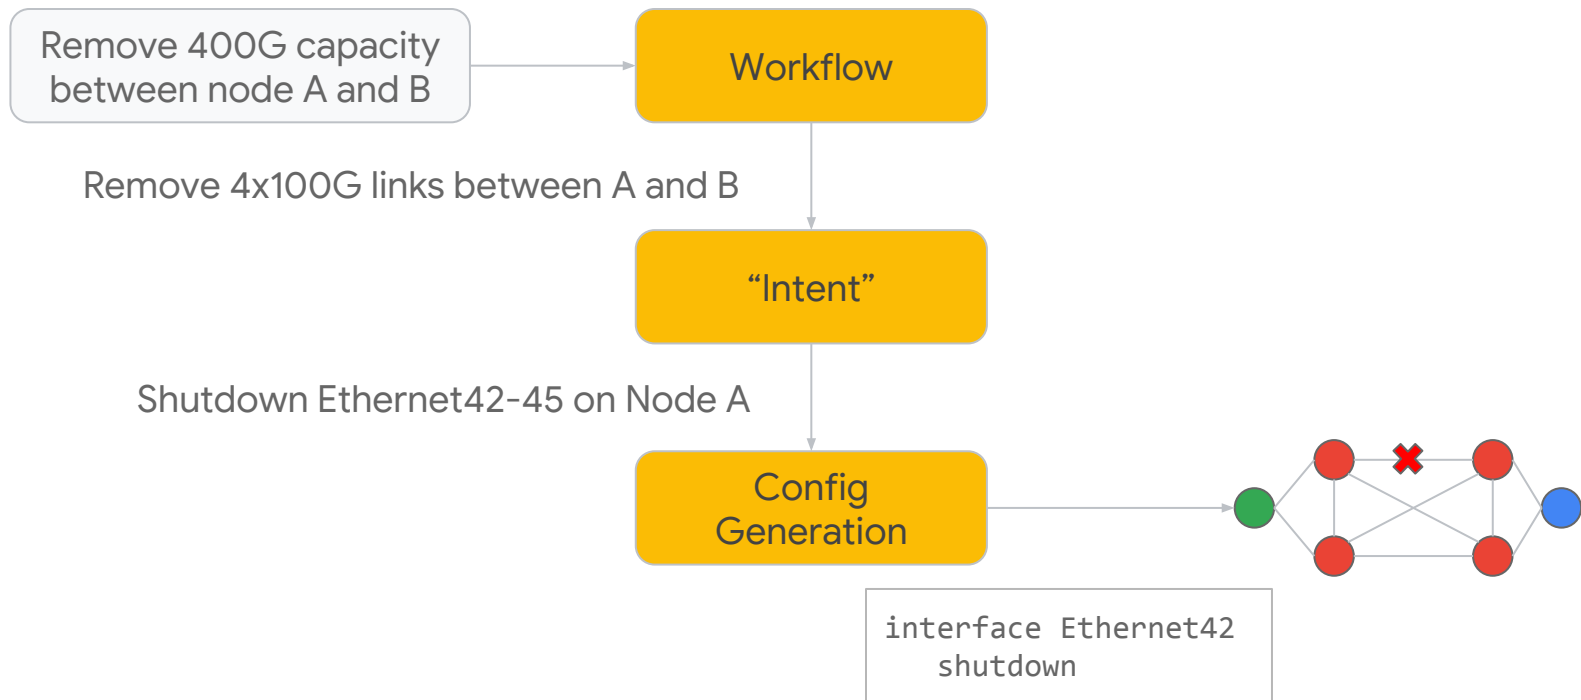 Remove 400G capacity
between node A and B
Workflow
Remove 4x100G links between A and B
“Intent”
Shutdown Ethernet42-45 on Node A
Config
Generation
interface Ethernet42
shutdown